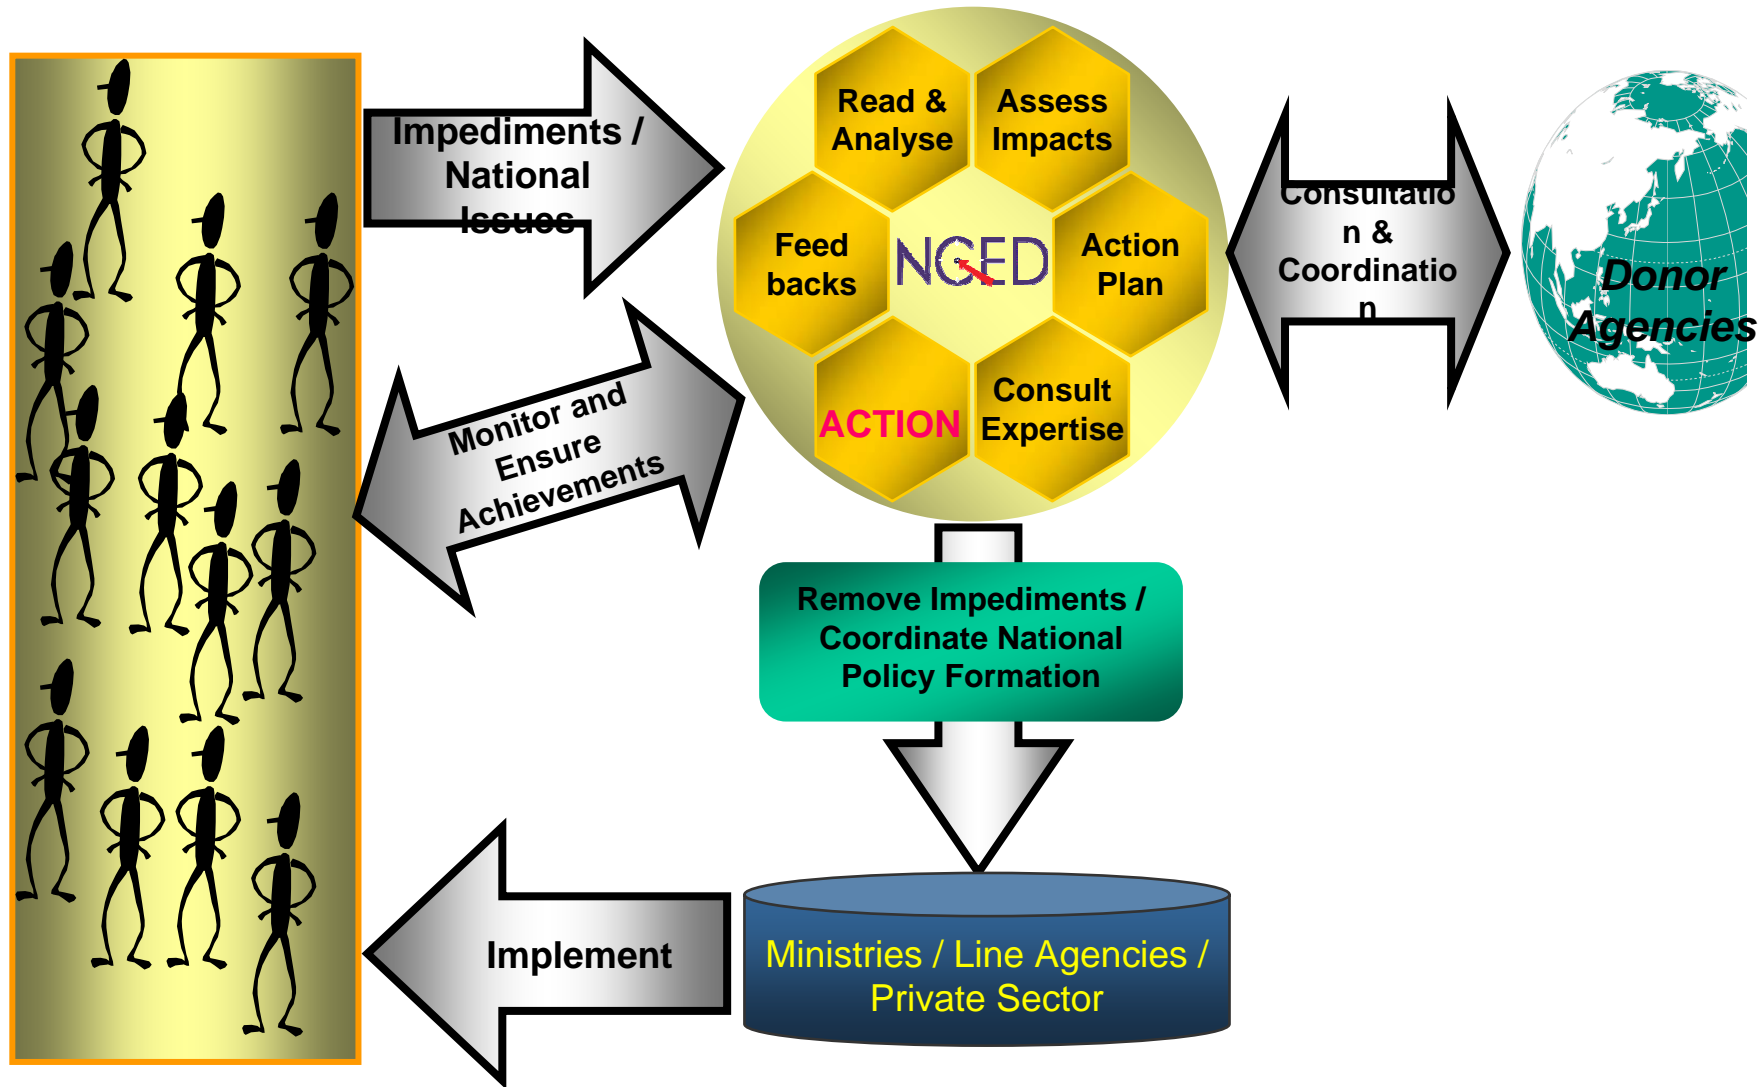 Impediments /
National
Issues
Read &
Analyse
Assess
Impacts
Feed
backs
NCED
Action
Plan
ACTION
Consult
Expertise
Consultatio
n &
Coordinatio
n
Donor
Agencies
Monitor and
Ensure
Achievements
Remove Impediments /
Coordinate National
Policy Formation
Implement
Ministries / Line Agencies /
Private Sector